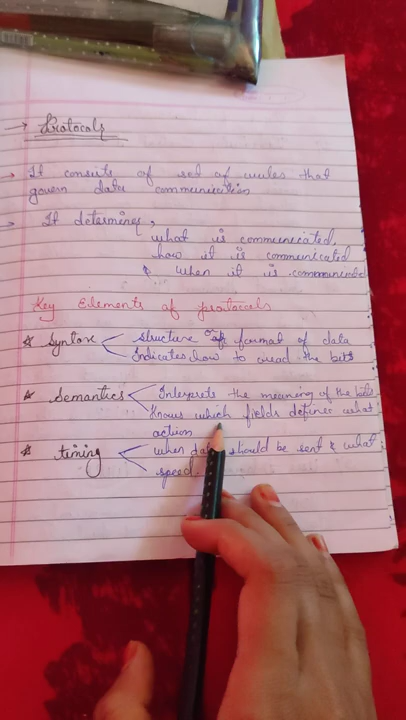 → Protocols
→ It consists of set of rules that
govern data communication
→ It determines,
what is communicated,
how it is communicated
& when it is communicated
Key Elements of protocols
☆ Syntax < structure or format of data
Indicates how to read the bits
☆ Semantics < Interprets the meaning of the bits
Knows which fields defines what
action
☆ timing < when data should be sent & what
speed.